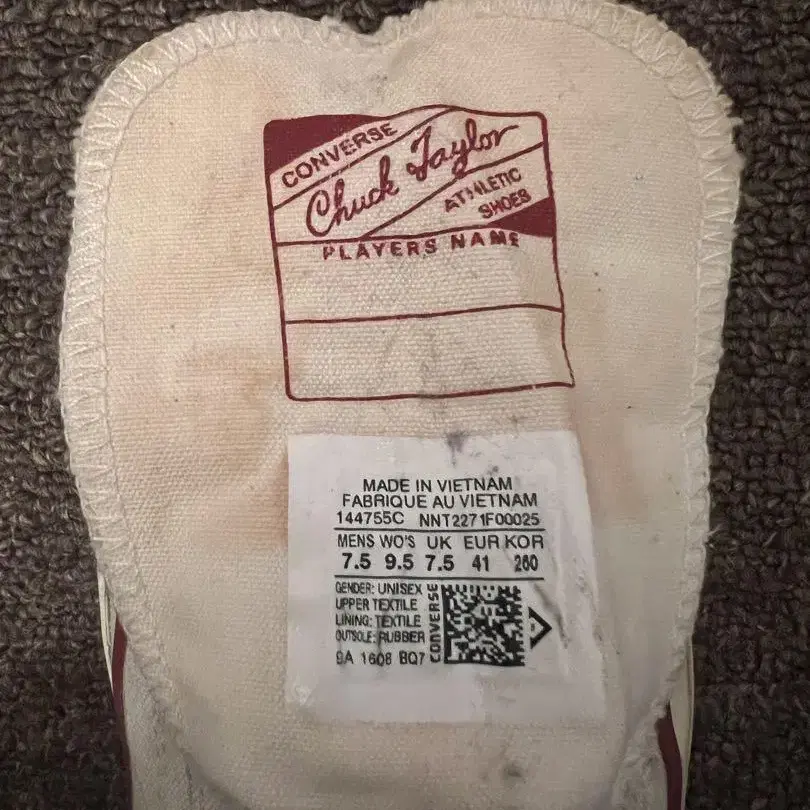 CONVERSE
Chuck Taylor
ATHLETIC
SHOES
PLAYERS NAME
MADE IN VIETNAM
FABRIQUE AU VIETNAM
144755C NNT2271F00025
MENS WO'S UK EUR KOR
7.5 9.5 7.5 41 260
GENDER: UNISEX
UPPER TEXTILE
LINING: TEXTILE
OUTSOLE: RUBBER
CONVERSE
9A 1608 BQ7